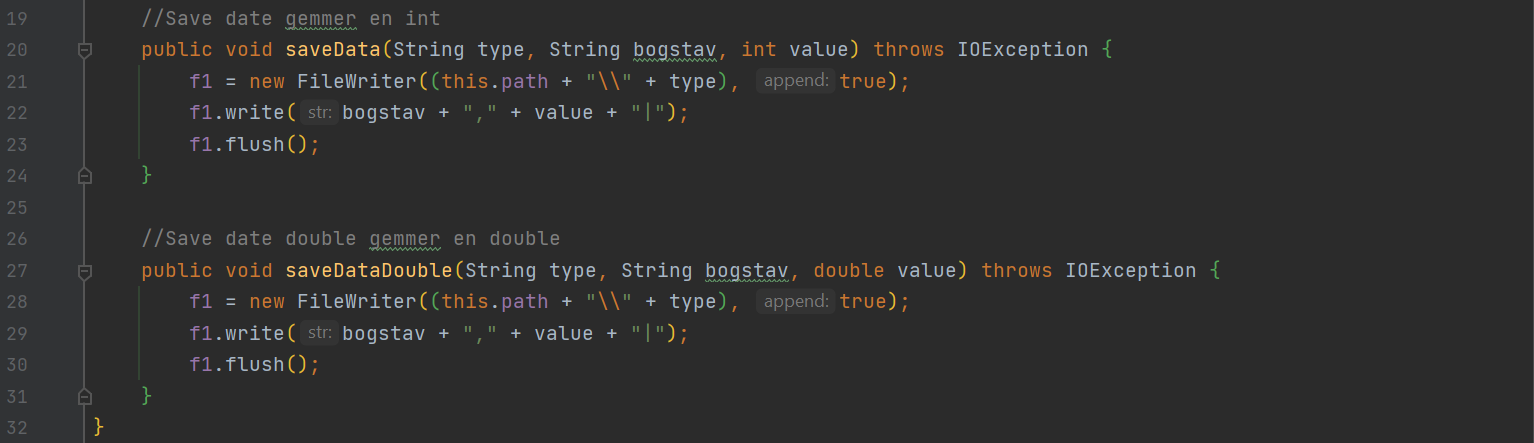 19 //Save date gemmer en int
20 public void saveData(String type, String bogstav, int value) throws IOException {
21 f1 = new FileWriter((this.path + "\\" + type), append: true);
22 f1.write( str: bogstav + "," + value + "|");
23 f1.flush();
24 }
25
26 //Save date double gemmer en double
27 public void saveDataDouble(String type, String bogstav, double value) throws IOException {
28 f1 = new FileWriter((this.path + "\\" + type), append: true);
29 f1.write( str: bogstav + "," + value + "|");
30 f1.flush();
31 }
32 }